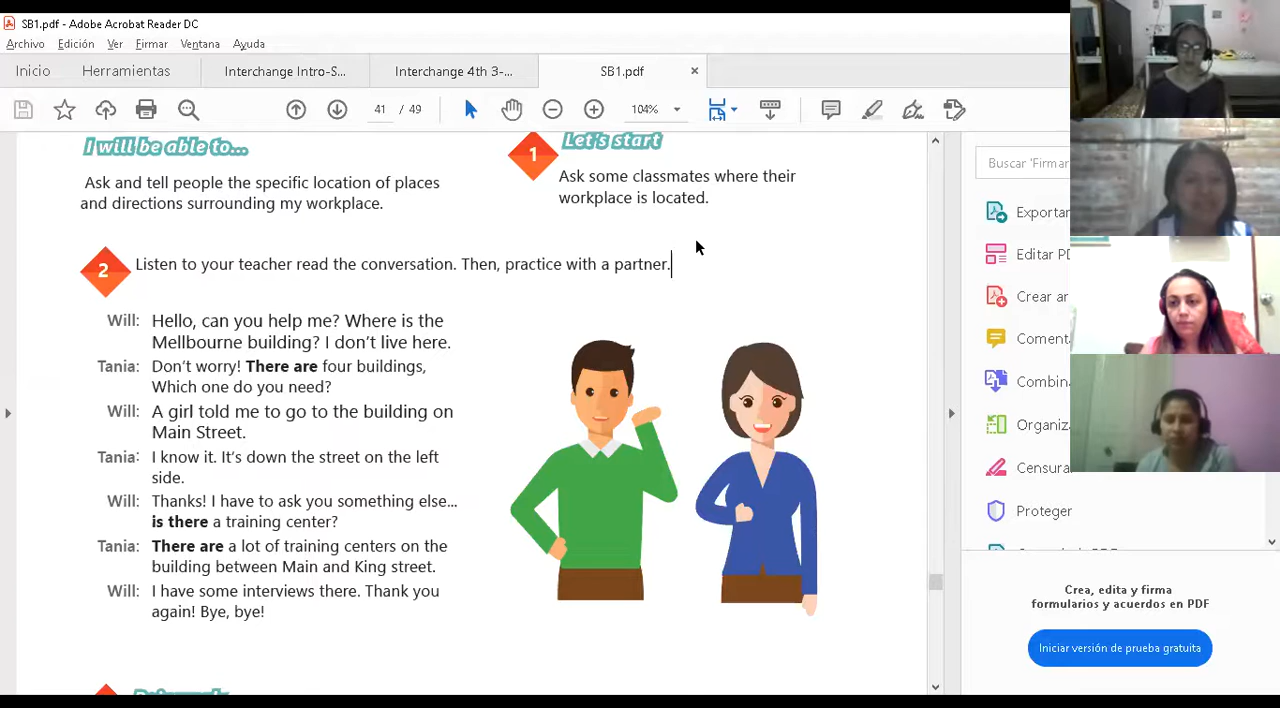 SB1.pdf - Adobe Acrobat Reader DC
Archivo Edición Ver Firmar Ventana Ayuda
Inicio Herramientas Interchange Intro-S... Interchange 4th 3-... SB1.pdf ×
41 / 49 104%
I will be able to...
Ask and tell people the specific location of places
and directions surrounding my workplace.
1 Let's start
Ask some classmates where their
workplace is located.
2 Listen to your teacher read the conversation. Then, practice with a partner.
Will: Hello, can you help me? Where is the
Mellbourne building? I don't live here.
Tania: Don't worry! There are four buildings,
Which one do you need?
Will: A girl told me to go to the building on
Main Street.
Tania: I know it. It's down the street on the left
side.
Will: Thanks! I have to ask you something else...
is there a training center?
Tania: There are a lot of training centers on the
building between Main and King street.
Will: I have some interviews there. Thank you
again! Bye, bye!
Buscar 'Firmar
Exportar
Editar PD
Crear ar
Coment
Combin
Organiz
Censura
Proteger
Crea, edita y firma
formularios y acuerdos en PDF
Iniciar versión de prueba gratuita